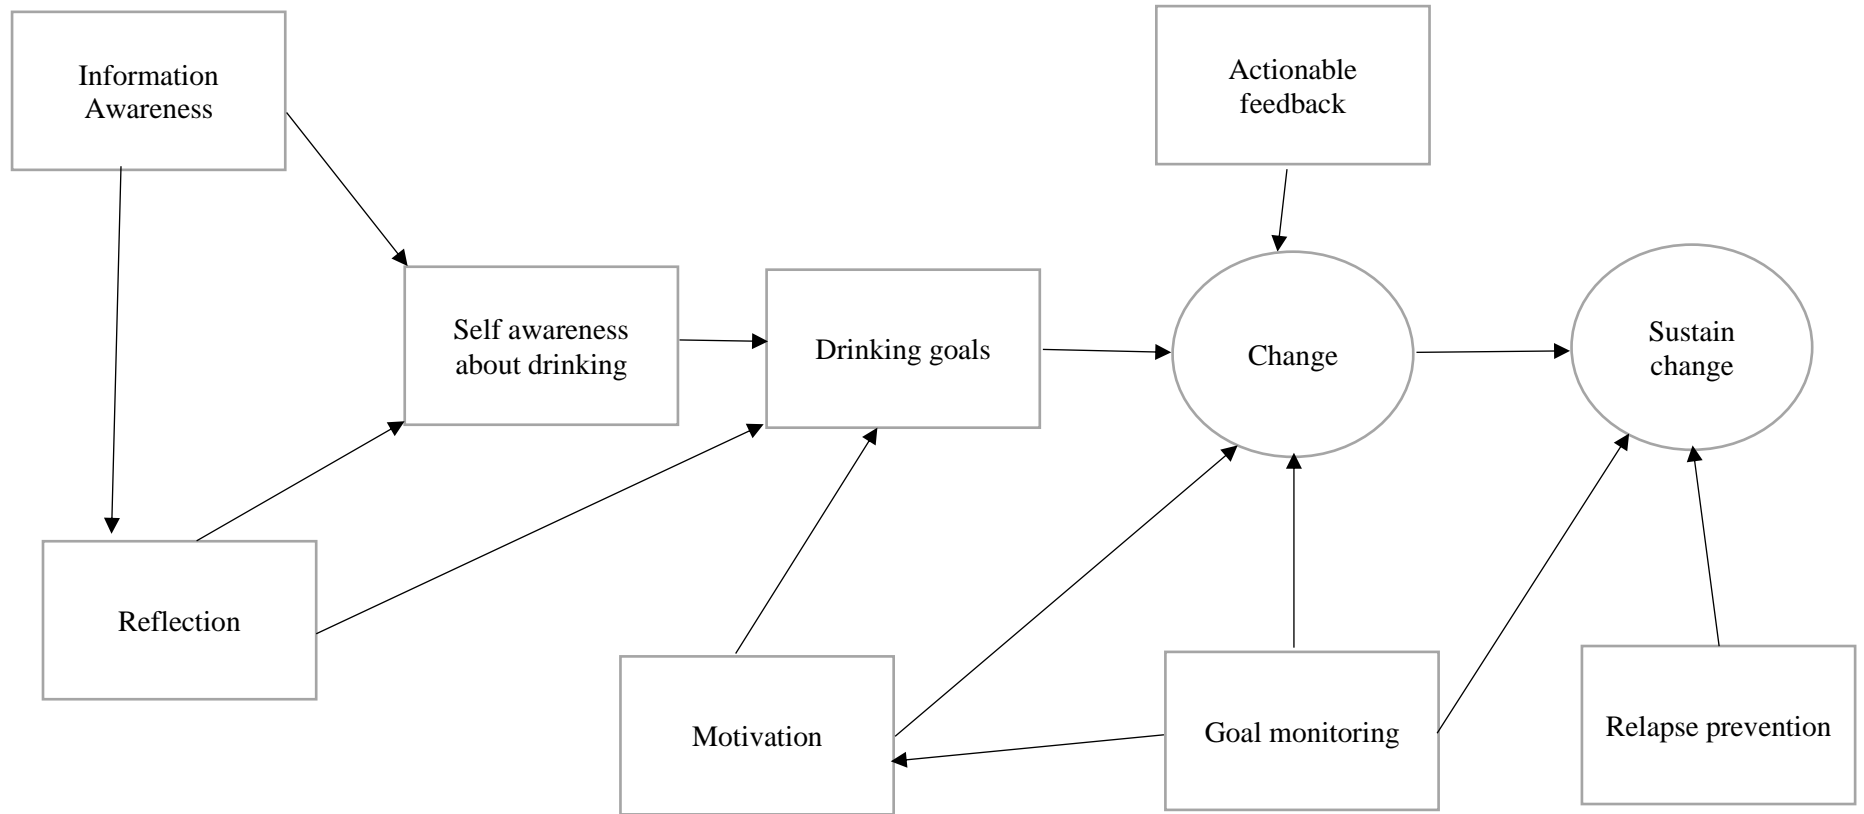 Information
Awareness
Actionable
feedback
Self awareness
about drinking
Drinking goals
Change
Sustain
change
Reflection
Motivation
Goal monitoring
Relapse prevention